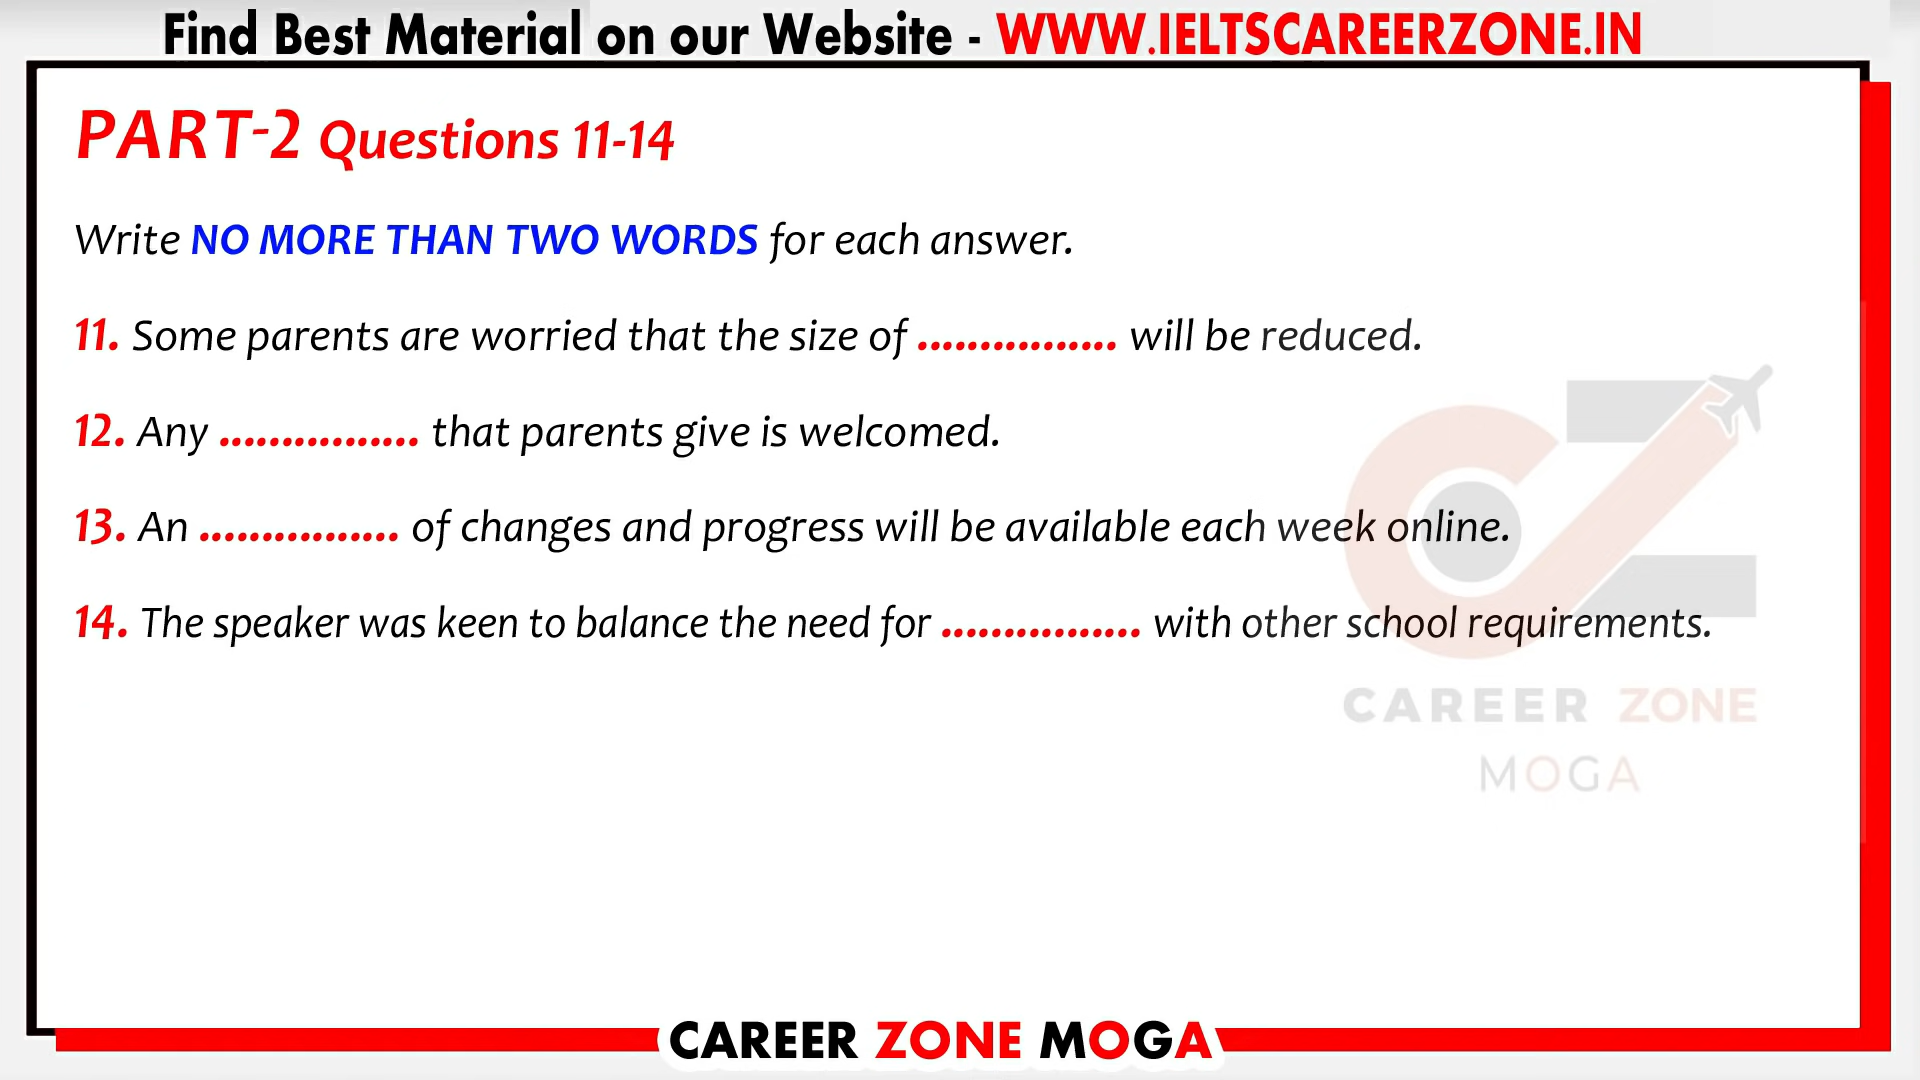 Find Best Material on our Website - WWW.IELTSCAREERZONE.IN
PART-2 Questions 11-14
Write NO MORE THAN TWO WORDS for each answer.
11. Some parents are worried that the size of ................ will be reduced.
12. Any ................ that parents give is welcomed.
13. An ................ of changes and progress will be available each week online.
14. The speaker was keen to balance the need for ................ with other school requirements.
CAREER ZONE
MOGA
CAREER ZONE MOGA